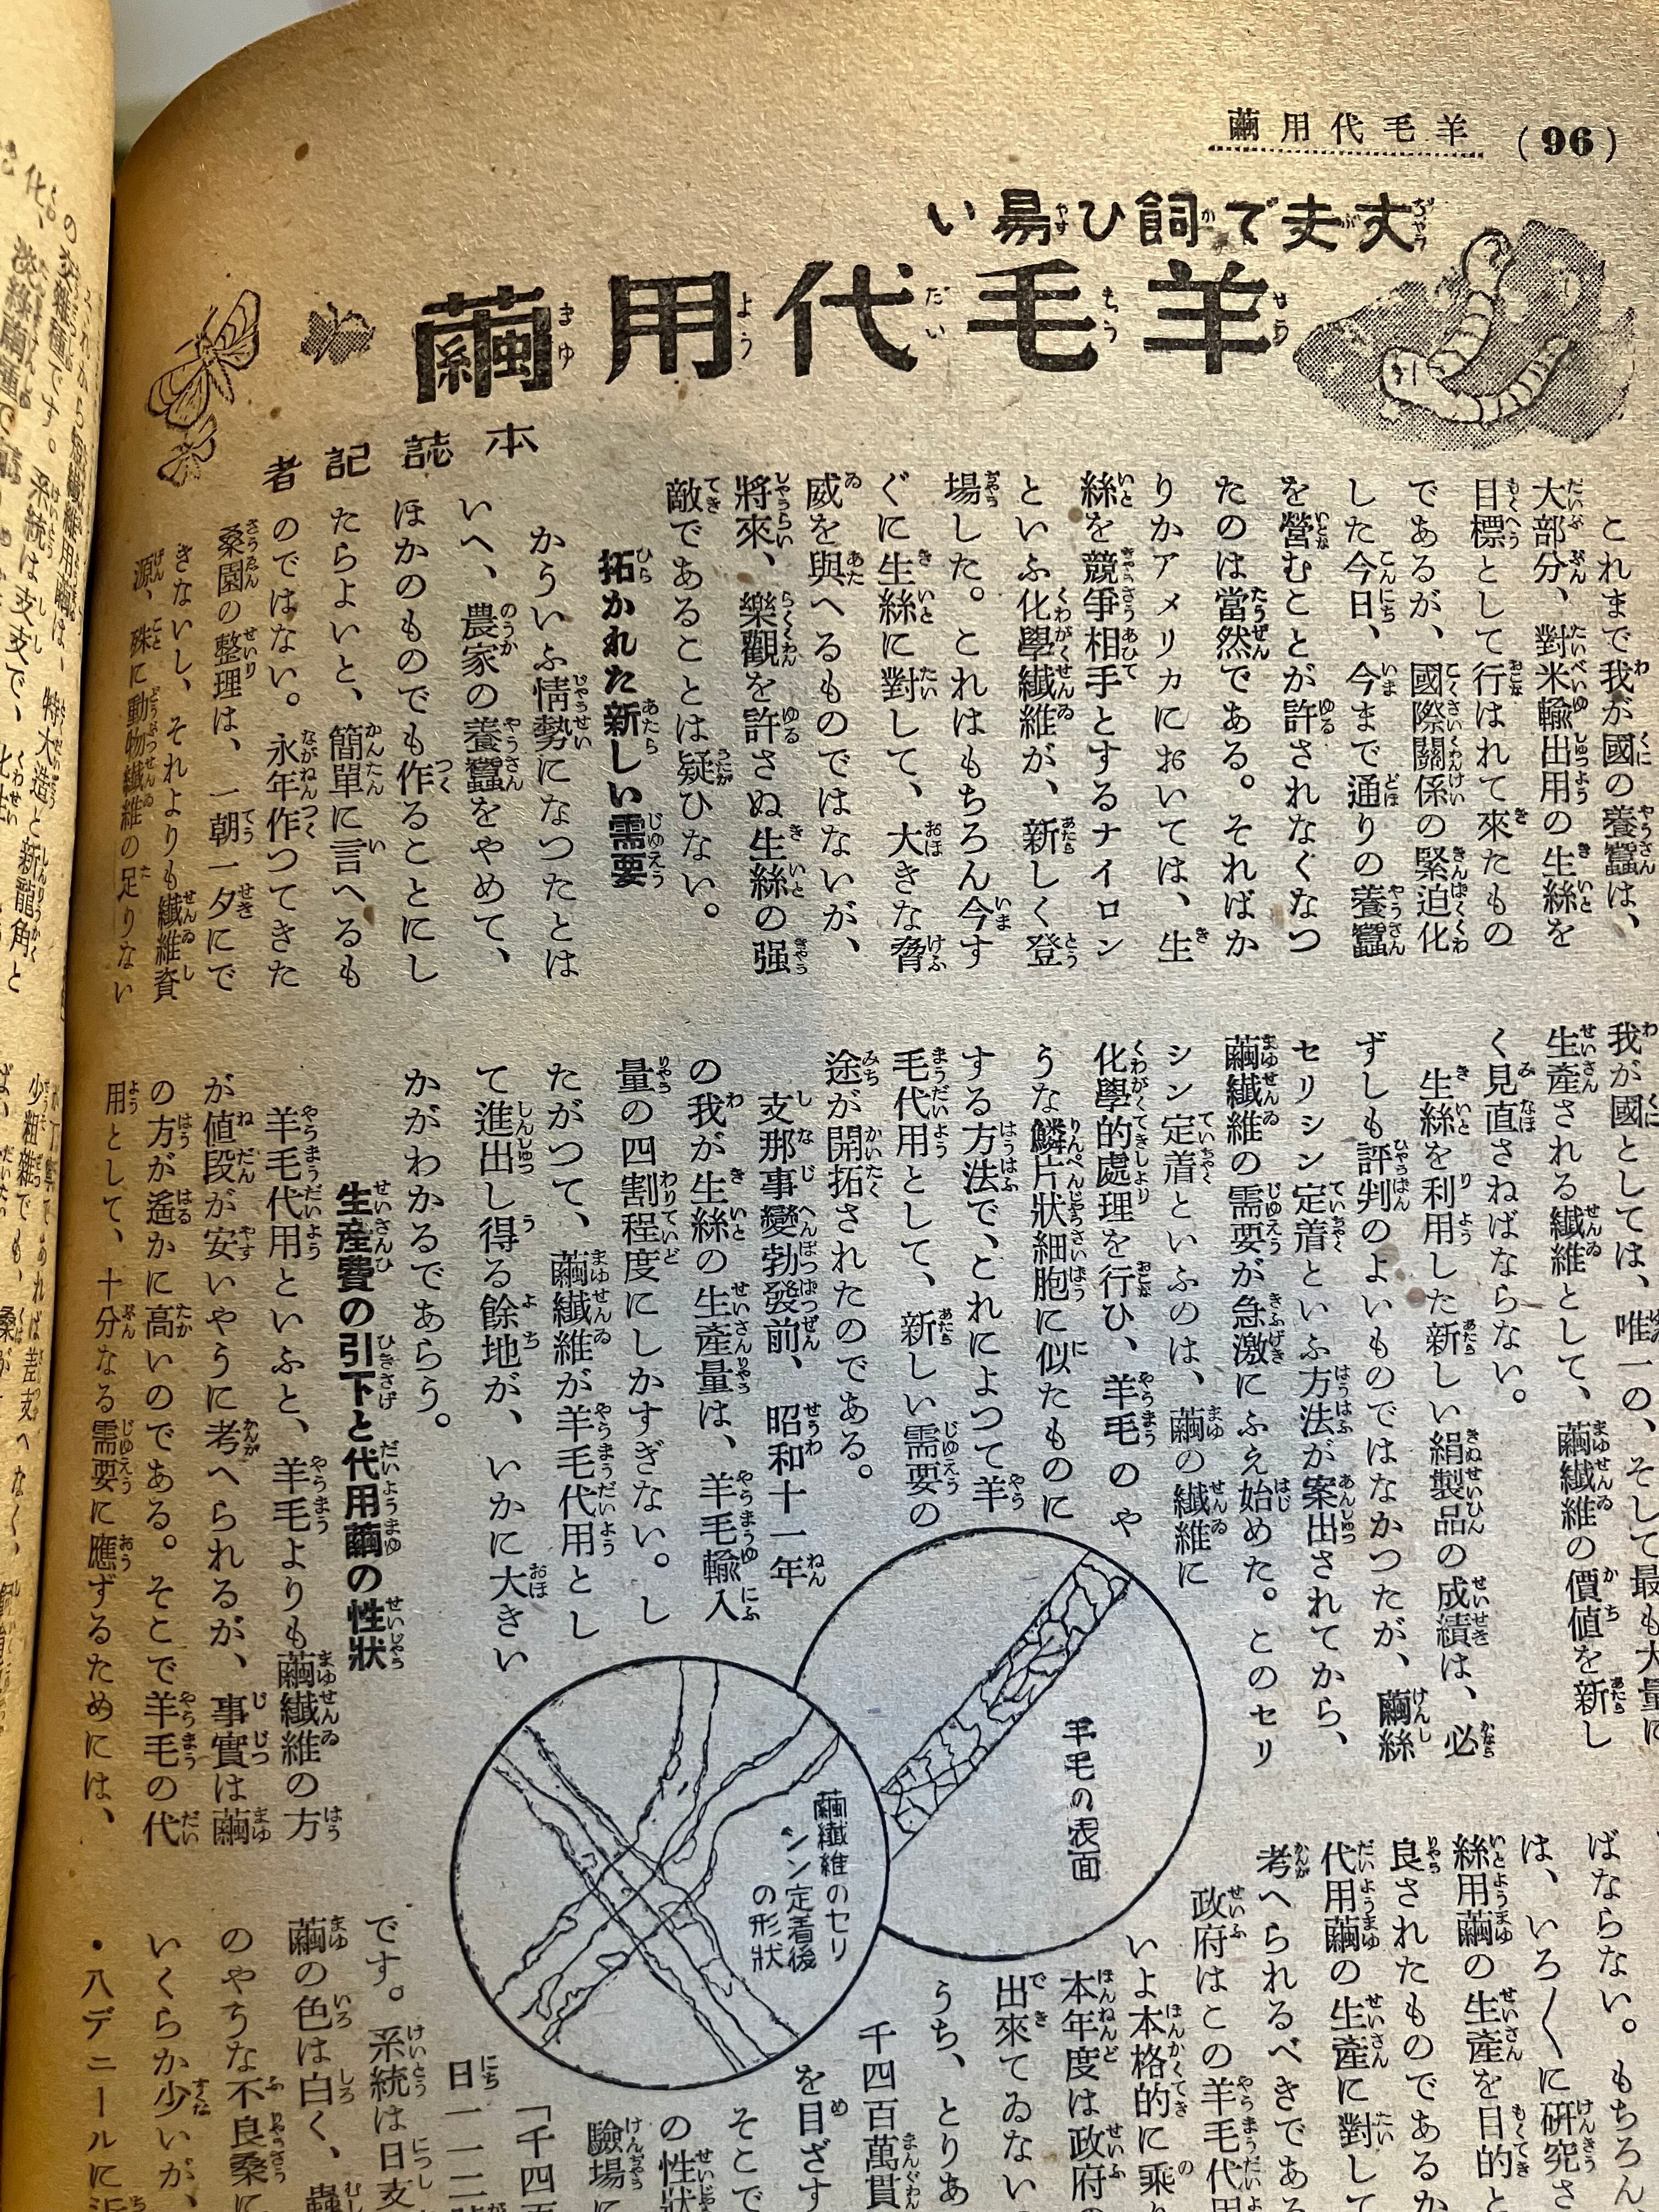 (96)
羊毛代用繭
丈夫で飼ひ易い
羊毛代用繭
本誌記者
これまで我が國の養蠶は、
大部分、對米輸出用の生絲を
目標として行はれて來たもの
であるが、國際關係の緊迫化
した今日、今まで通りの養蠶
を營むことが許されなくなつ
たのは當然である。そればか
りかアメリカにおいては、生
絲を競爭相手とするナイロン
といふ化學纎維が、新しく登
場した。これはもちろん今す
ぐに生絲に對して、大きな脅
威を與へるものではないが、
將來、樂觀を許さぬ生絲の强
敵であることは疑ひない。
拓かれた新しい需要
かういふ情勢になつたとは
いへ、農家の養蠶をやめて、
ほかのものでも作ることにし
たらよいと、簡單に言へるも
のではない。永年作つてきた
桑園の整理は、一朝一夕にで
きないし、それよりも纎維資
源、殊に動物纎維の足りない
我が國としては、唯一の、そして最も大量に
生產される纎維として、繭纎維の價値を新し
く見直さねばならない。
生絲を利用した新しい絹製品の成績は、必
ずしも評判のよいものではなかつたが、繭絲
セリシン定着といふ方法が案出されてから、
繭纎維の需要が急激にふえ始めた。このセリ
シン定着といふのは、繭の纎維に
化學的處理を行ひ、羊毛のや
うな鱗片狀細胞に似たものに
する方法で、とれによつて羊
毛代用として、新しい需要の
途が開拓されたのである。
支那事變勃發前、昭和十一年
の我が生絲の生產量は、羊毛輸入
量の四割程度にしかすぎない。し
たがつて、繭纎維が羊毛代用とし
て進出し得る餘地が、いかに大きい
かがわかるであらう。
生產費の引下と代用繭の性狀
羊毛代用といふと、羊毛よりも繭纎維の方
が値段が安いやうに考へられるが、事實は繭
の方が遙かに高いのである。そこで羊毛の代
用として、十分なる需要に應ずるためには、
羊毛の表面
繭纎維のセリ
シン定着後
の形狀
ばならない。もちろん
は、いろ〱に硏究さ
絲用繭の生產を目的と
良されたものであるか
代用繭の生產に對して
考へられるべきである
政府はこの羊毛代用
いよ本格的に乘り
本年度は政府の
出來てゐない
うち、とりあ
千四百萬貫
を目ざす
そこで
の性狀
驗場に
「千四百
日一一二
です。系統は日支
繭の色は白く、蟲
のやうな不良桑に
いくらか少いが、
・八デニールに